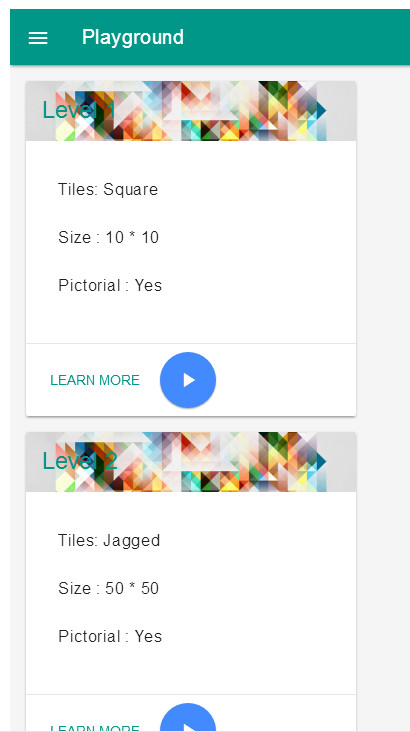 Playground
Level 1
Tiles: Square
Size : 10 * 10
Pictorial : Yes
LEARN MORE
Level 2
Tiles: Jagged
Size : 50 * 50
Pictorial : Yes
LEARN MORE